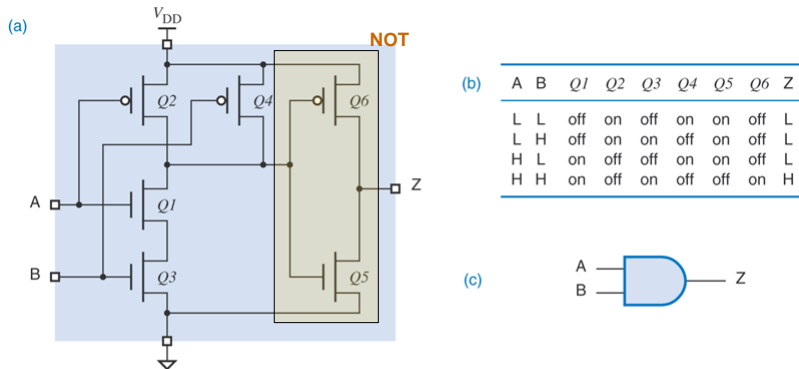 (a)
V_DD
NOT
Q2
Q4
Q6
A
Q1
Z
B
Q3
Q5
(b)
A B Q1 Q2 Q3 Q4 Q5 Q6 Z
L L off on off on on off L
L H off on on off on off L
H L on off off on on off L
H H on off on off off on H
(c)
A
B
Z